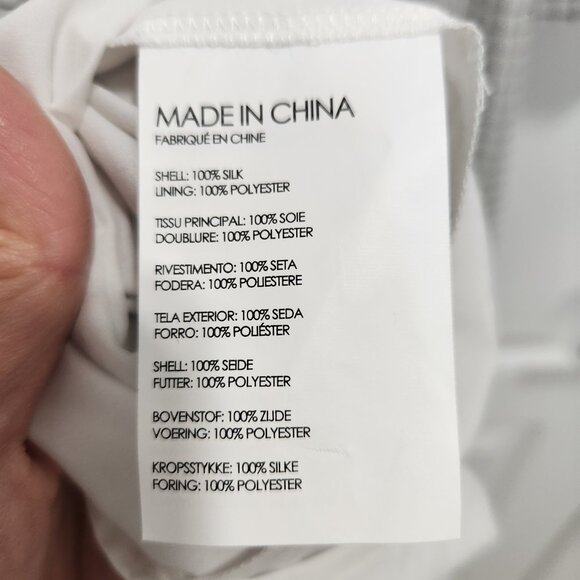 MADE IN CHINA
FABRIQUÉ EN CHINE
SHELL: 100% SILK
LINING: 100% POLYESTER
TISSU PRINCIPAL: 100% SOIE
DOUBLURE: 100% POLYESTER
RIVESTIMENTO: 100% SETA
FODERA: 100% POLIESTERE
TELA EXTERIOR: 100% SEDA
FORRO: 100% POLIÉSTER
SHELL: 100% SEIDE
FUTTER: 100% POLYESTER
BOVENSTOF: 100% ZIJDE
VOERING: 100% POLYESTER
KROPSSTYKKE: 100% SILKE
FORING: 100% POLYESTER